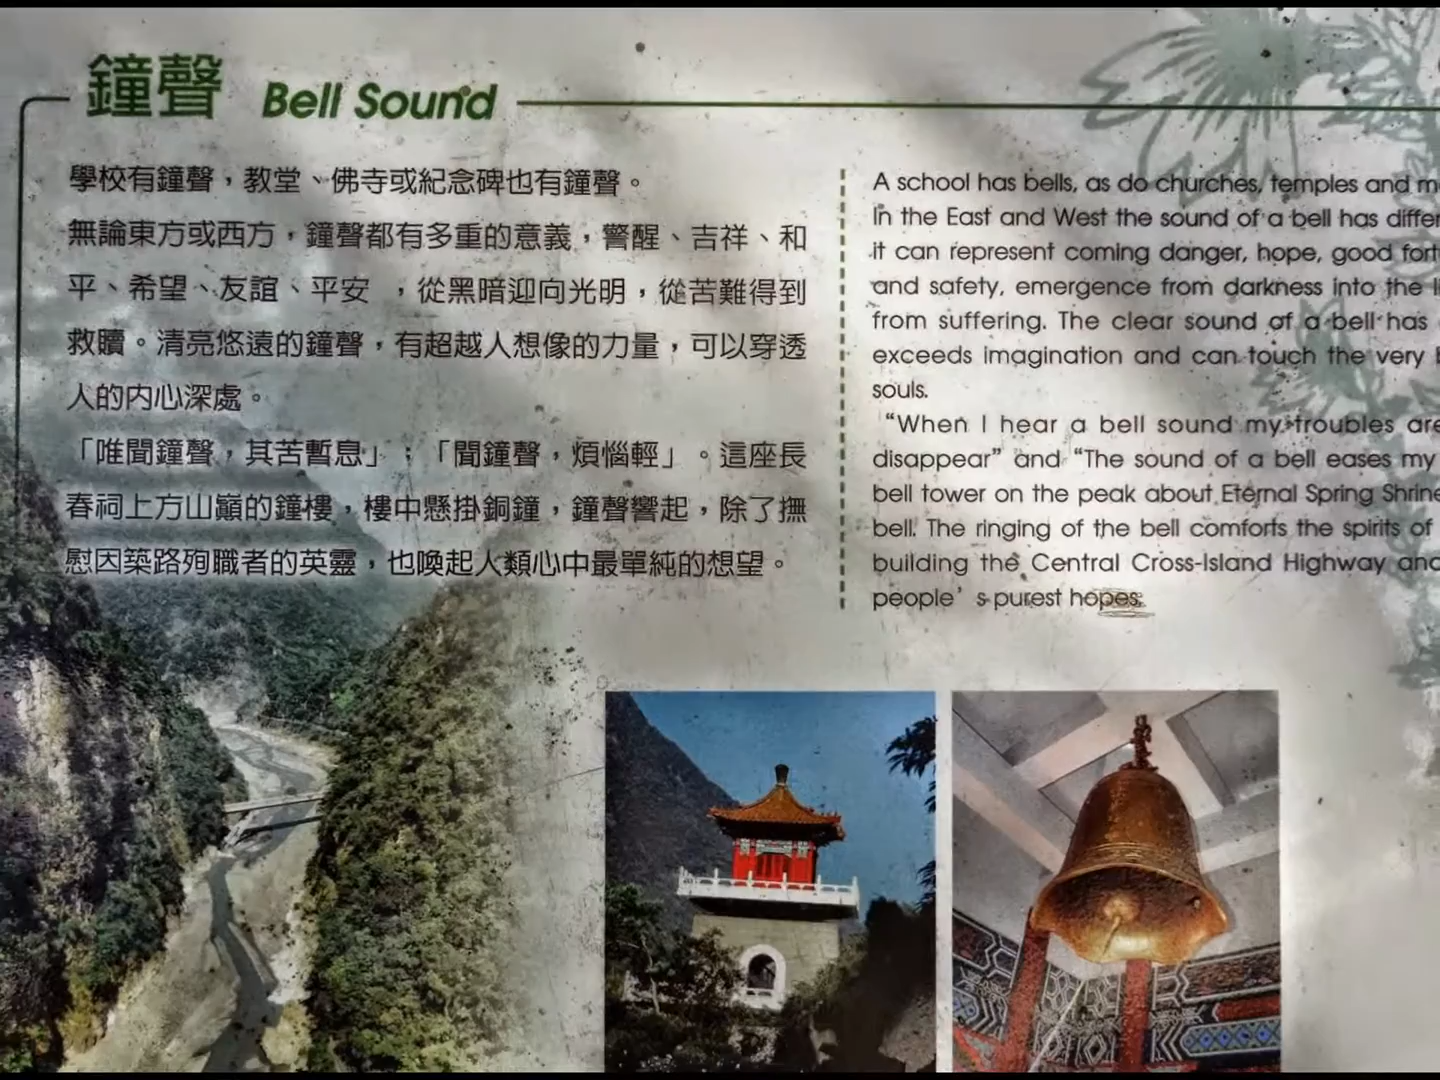 鐘聲 Bell Sound
學校有鐘聲，教堂、佛寺或紀念碑也有鐘聲。
無論東方或西方，鐘聲都有多重的意義，警醒、吉祥、和
平、希望、友誼、平安 ，從黑暗迎向光明，從苦難得到
救贖。清亮悠遠的鐘聲，有超越人想像的力量，可以穿透
人的內心深處。
「唯聞鐘聲，其苦暫息」；「聞鐘聲，煩惱輕」。這座長
春祠上方山巔的鐘樓，樓中懸掛銅鐘，鐘聲響起，除了撫
慰因築路殉職者的英靈，也喚起人類心中最單純的想望。
A school has bells, as do churches, temples and
In the East and West the sound of a bell has
it can represent coming danger, hope, good
and safety, emergence from darkness into the
from suffering. The clear sound of a bell has
exceeds imagination and can touch the very
souls.
“When I hear a bell sound my troubles are
disappear” and “The sound of a bell eases my
bell tower on the peak about Eternal Spring Shrine
bell. The ringing of the bell comforts the spirits of
building the Central Cross-Island Highway and
people’ s purest hopes.